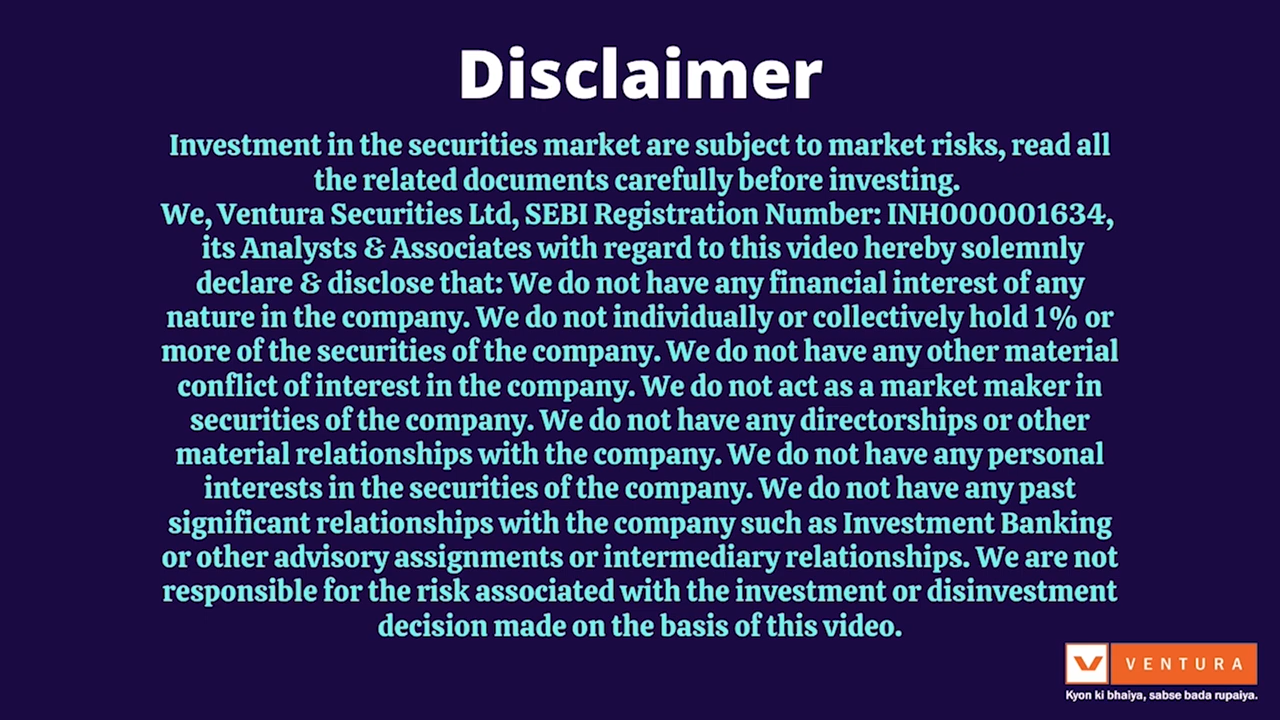 Disclaimer
Investment in the securities market are subject to market risks, read all
the related documents carefully before investing.
We, Ventura Securities Ltd, SEBI Registration Number: INH000001634,
its Analysts & Associates with regard to this video hereby solemnly
declare & disclose that: We do not have any financial interest of any
nature in the company. We do not individually or collectively hold 1% or
more of the securities of the company. We do not have any other material
conflict of interest in the company. We do not act as a market maker in
securities of the company. We do not have any directorships or other
material relationships with the company. We do not have any personal
interests in the securities of the company. We do not have any past
significant relationships with the company such as Investment Banking
or other advisory assignments or intermediary relationships. We are not
responsible for the risk associated with the investment or disinvestment
decision made on the basis of this video.
VENTURA
Kyon ki bhaiya, sabse bada rupaiya.